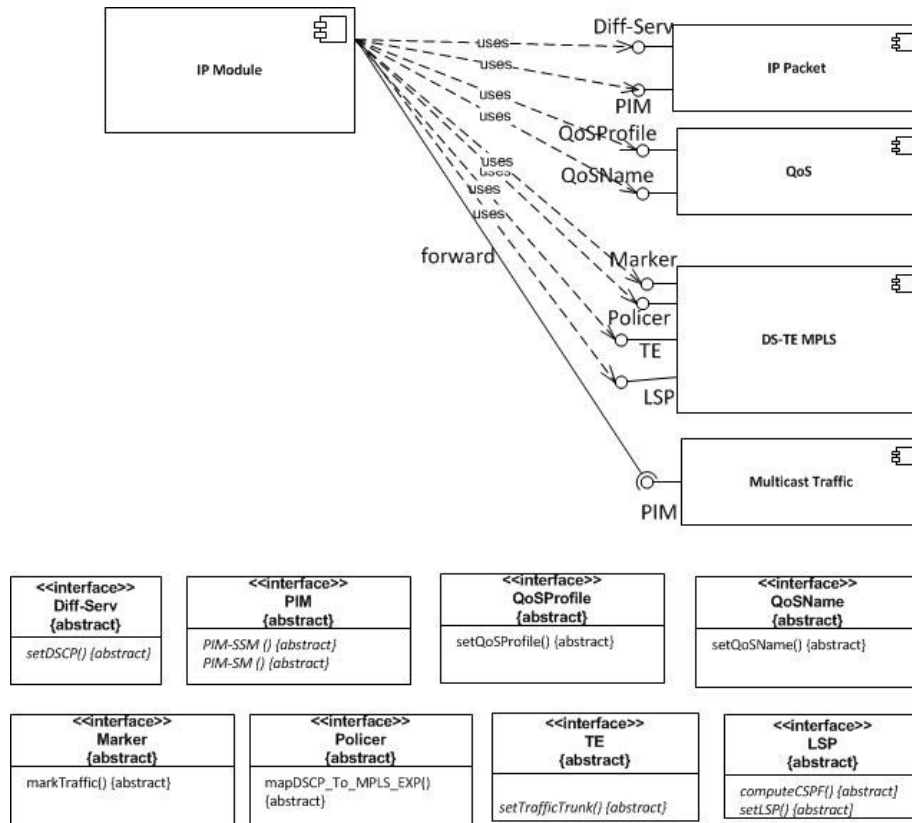 IP Module
Diff-Serv
uses
IP Packet
uses
PIM
uses
uses
QoSProfile
QoS
QoSName
uses
uses
uses
uses
forward
Marker
Policer
DS-TE MPLS
TE
LSP
Multicast Traffic
PIM
<<interface>>
Diff-Serv
{abstract}
setDSCP() {abstract}
<<interface>>
PIM
{abstract}
PIM-SSM () {abstract}
PIM-SM () {abstract}
<<interface>>
QoSProfile
{abstract}
setQoSProfile() {abstract}
<<interface>>
QoSName
{abstract}
setQoSName() {abstract}
<<interface>>
Marker
{abstract}
markTraffic() {abstract}
<<interface>>
Policer
{abstract}
mapDSCP_To_MPLS_EXP()
{abstract}
<<interface>>
TE
{abstract}
setTrafficTrunk() {abstract}
<<interface>>
LSP
{abstract}
computeCSPF() {abstract]
setLSP() {abstract]